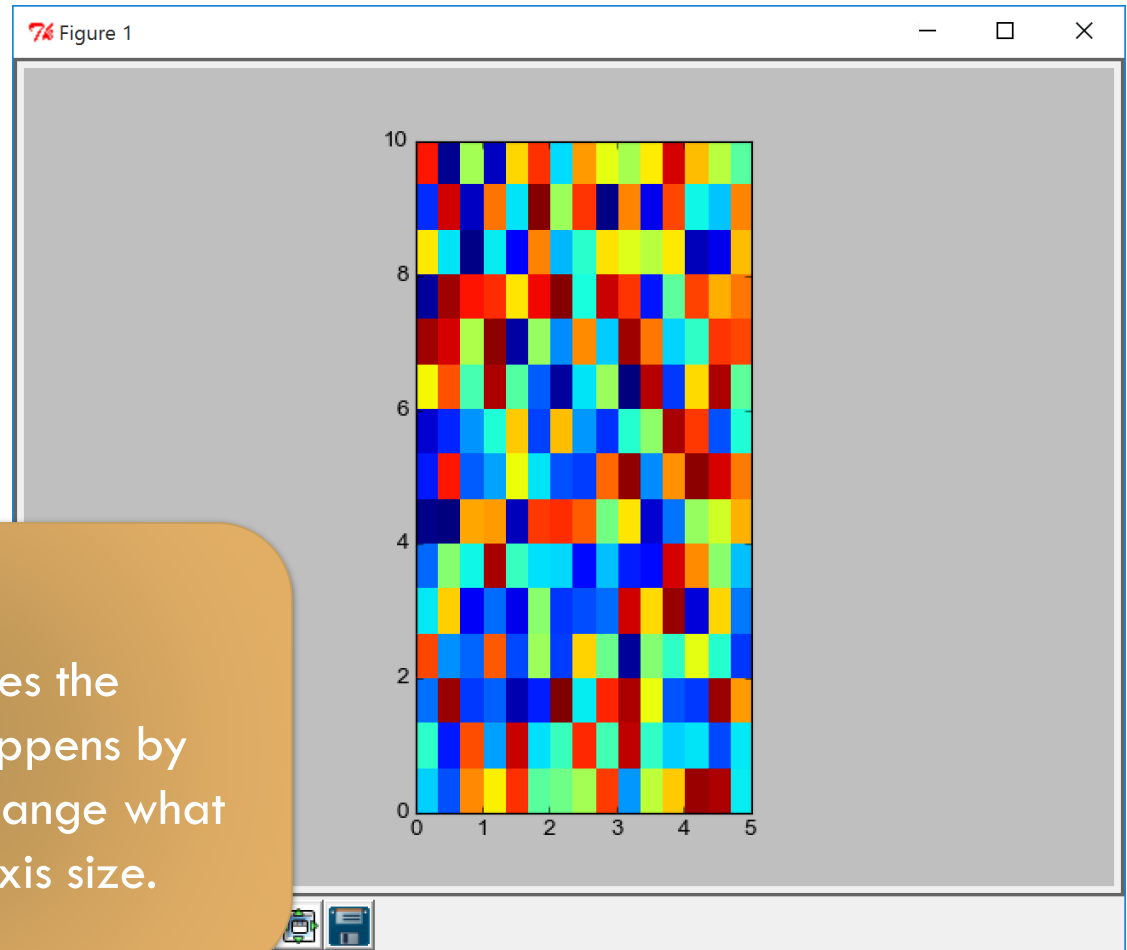 Figure 1
10
8
6
4
2
0
0 1 2 3 4 5
es the
ppens by
ange what
xis size.